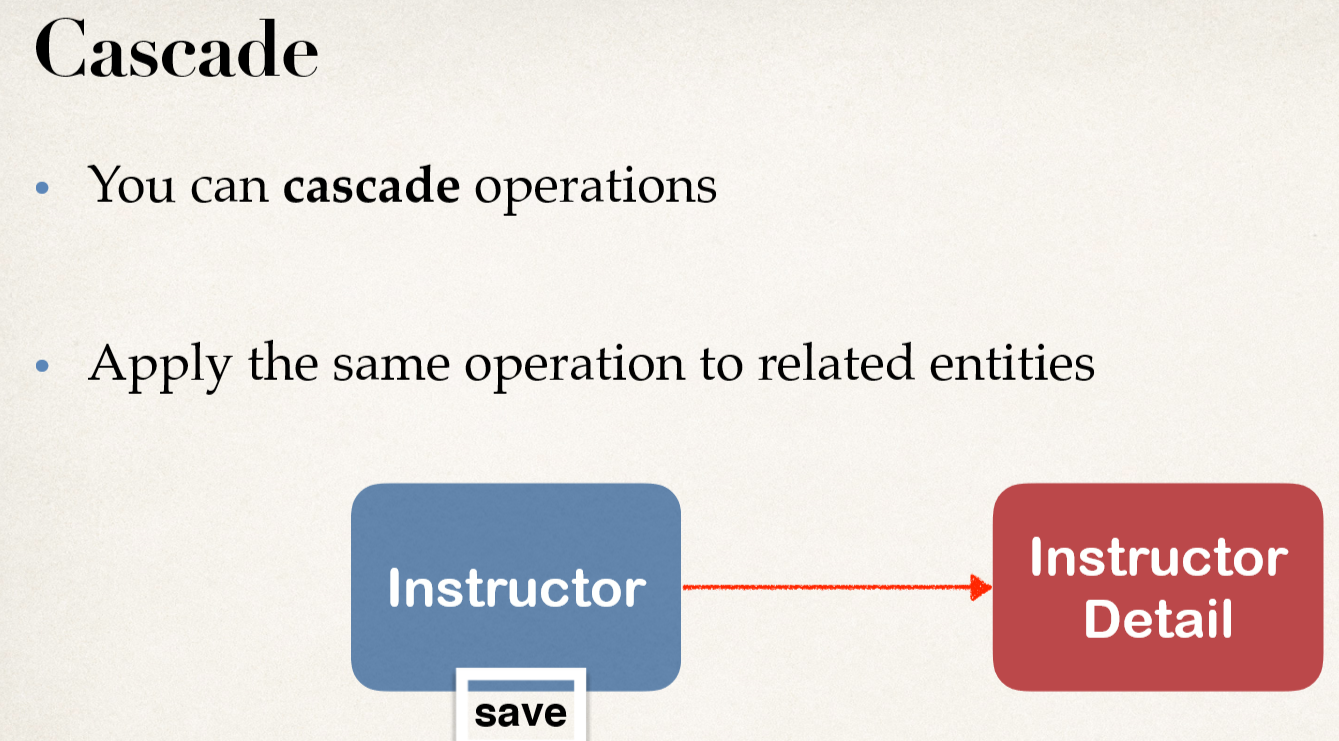 Cascade
• You can cascade operations
• Apply the same operation to related entities
Instructor
Instructor
Detail
save